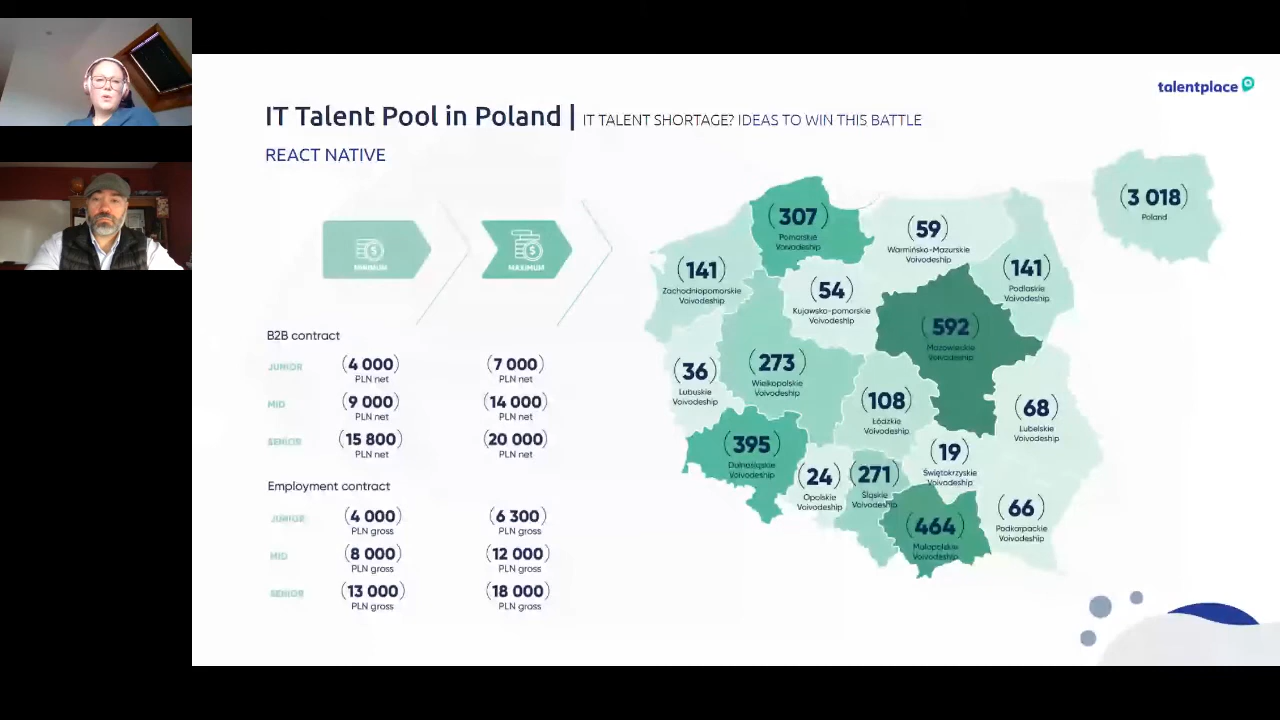 talentplace
IT Talent Pool in Poland | IT TALENT SHORTAGE? IDEAS TO WIN THIS BATTLE
REACT NATIVE
MINIMUM
MAXIMUM
B2B contract
JUNIOR
(4 000)
PLN net
(7 000)
PLN net
MID
(9 000)
PLN net
(14 000)
PLN net
SENIOR
(15 800)
PLN net
(20 000)
PLN net
Employment contract
JUNIOR
(4 000)
PLN gross
(6 300)
PLN gross
MID
(8 000)
PLN gross
(12 000)
PLN gross
SENIOR
(13 000)
PLN gross
(18 000)
PLN gross
(3 018)
Poland
(307)
Pomorskie
Voivodeship
(59)
Warmińsko-Mazurskie
Voivodeship
(141)
Zachodniopomorskie
Voivodeship
(54)
Kujawsko-pomorskie
Voivodeship
(141)
Podlaskie
Voivodeship
(592)
Mazowieckie
Voivodeship
(36)
Lubuskie
Voivodeship
(273)
Wielkopolskie
Voivodeship
(108)
Łódzkie
Voivodeship
(68)
Lubelskie
Voivodeship
(395)
Dolnośląskie
Voivodeship
(24)
Opolskie
Voivodeship
(271)
Śląskie
Voivodeship
(19)
Świętokrzyskie
Voivodeship
(464)
Małopolskie
Voivodeship
(66)
Podkarpackie
Voivodeship